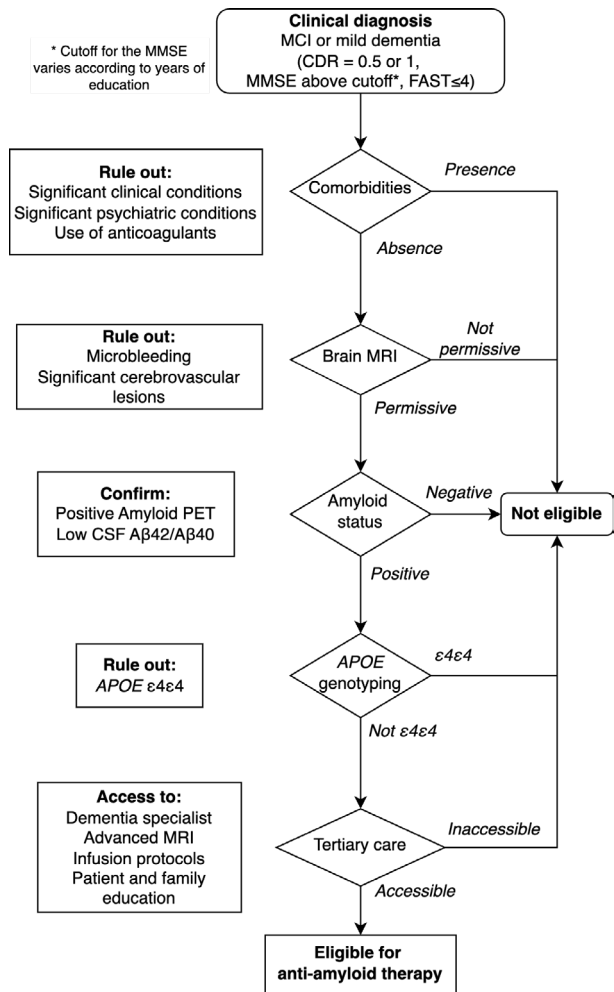 Clinical diagnosis
MCI or mild dementia
(CDR = 0.5 or 1,
MMSE above cutoff*, FAST≤4)
* Cutoff for the MMSE
varies according to years of
education
Rule out:
Significant clinical conditions
Significant psychiatric conditions
Use of anticoagulants
Comorbidities
Presence
Absence
Rule out:
Microbleeding
Significant cerebrovascular
lesions
Brain MRI
Not
permissive
Permissive
Confirm:
Positive Amyloid PET
Low CSF Aβ42/Aβ40
Amyloid
status
Negative
Not eligible
Positive
Rule out:
APOE ε4ε4
APOE
genotyping
ε4ε4
Not ε4ε4
Access to:
Dementia specialist
Advanced MRI
Infusion protocols
Patient and family
education
Tertiary care
Inaccessible
Accessible
Eligible for
anti-amyloid therapy